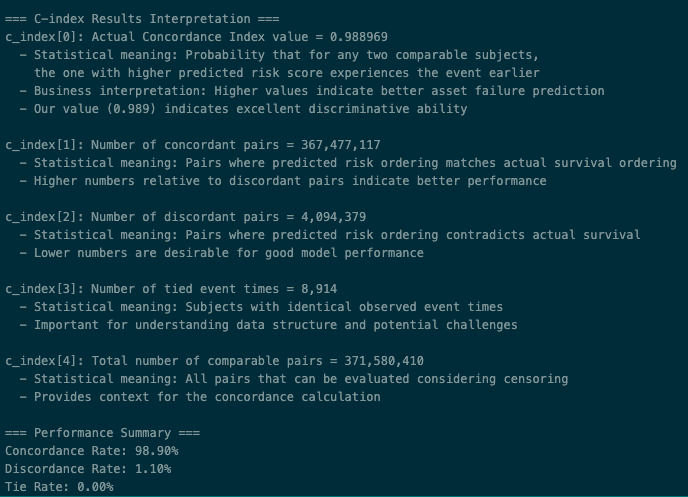 === C-index Results Interpretation ===
c_index[0]: Actual Concordance Index value = 0.988969
  - Statistical meaning: Probability that for any two comparable subjects,
    the one with higher predicted risk score experiences the event earlier
  - Business interpretation: Higher values indicate better asset failure prediction
  - Our value (0.989) indicates excellent discriminative ability

c_index[1]: Number of concordant pairs = 367,477,117
  - Statistical meaning: Pairs where predicted risk ordering matches actual survival ordering
  - Higher numbers relative to discordant pairs indicate better performance

c_index[2]: Number of discordant pairs = 4,094,379
  - Statistical meaning: Pairs where predicted risk ordering contradicts actual survival
  - Lower numbers are desirable for good model performance

c_index[3]: Number of tied event times = 8,914
  - Statistical meaning: Subjects with identical observed event times
  - Important for understanding data structure and potential challenges

c_index[4]: Total number of comparable pairs = 371,580,410
  - Statistical meaning: All pairs that can be evaluated considering censoring
  - Provides context for the concordance calculation

=== Performance Summary ===
Concordance Rate: 98.90%
Discordance Rate: 1.10%
Tie Rate: 0.00%